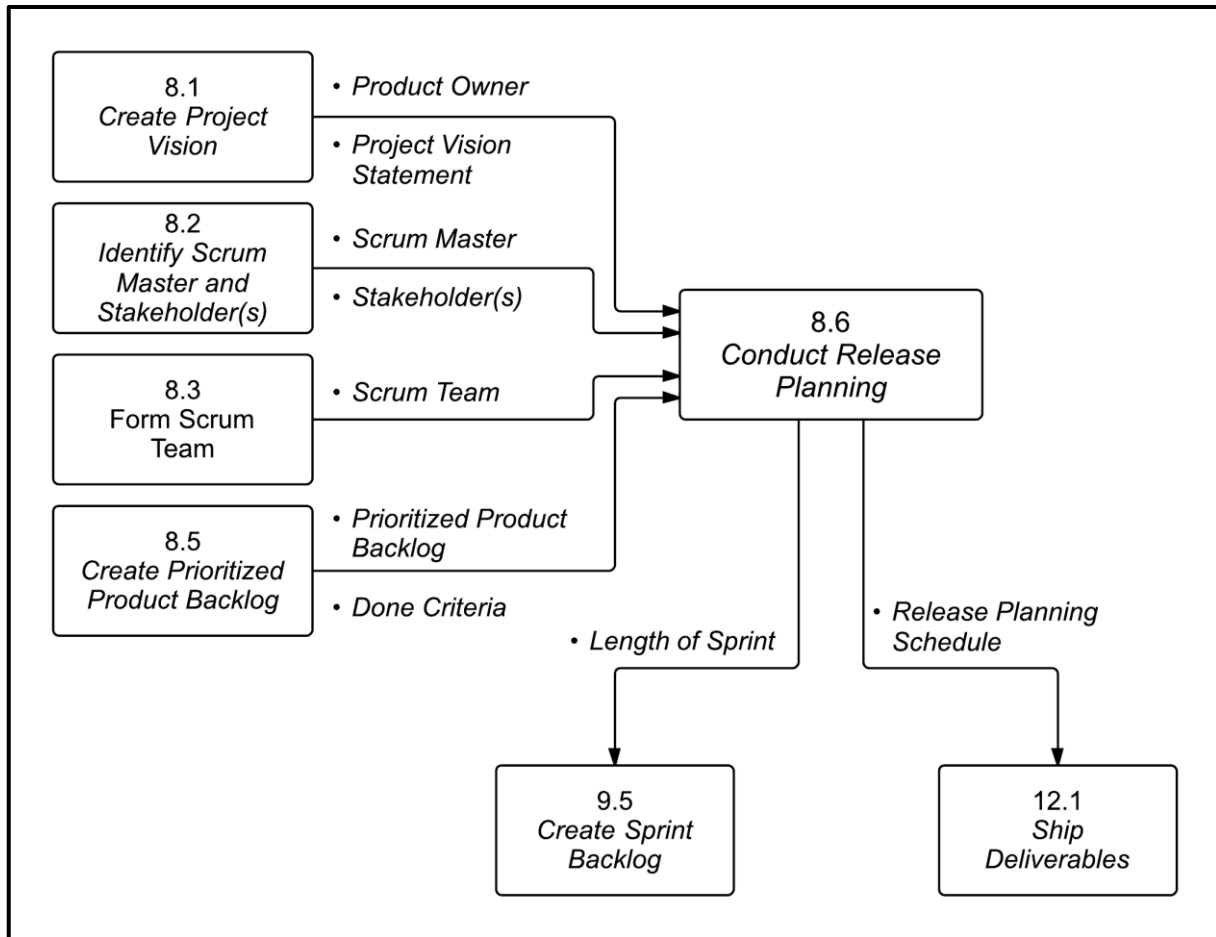 8.1
Create Project
Vision
• Product Owner
• Project Vision
Statement
8.2
Identify Scrum
Master and
Stakeholder(s)
• Scrum Master
• Stakeholder(s)
8.3
Form Scrum
Team
• Scrum Team
8.5
Create Prioritized
Product Backlog
• Prioritized Product
Backlog
• Done Criteria
8.6
Conduct Release
Planning
• Length of Sprint
• Release Planning
Schedule
9.5
Create Sprint
Backlog
12.1
Ship
Deliverables